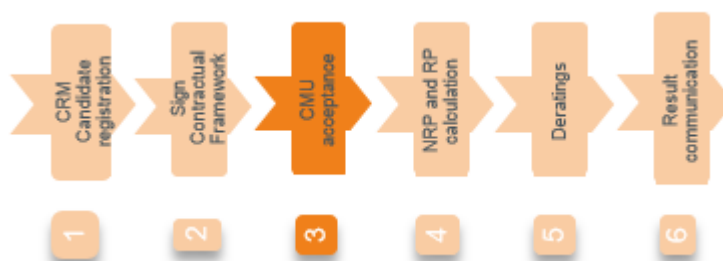 1
CRM
Candidate
registration
2
Sign
Contractual
Framework
3
CMU
acceptance
4
NRP and RP
calculation
5
Deratings
6
Result
communication